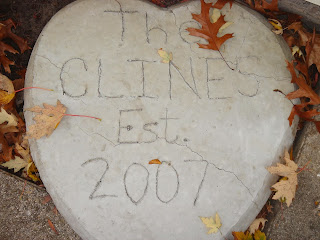 The
CLINES
Est.
2007